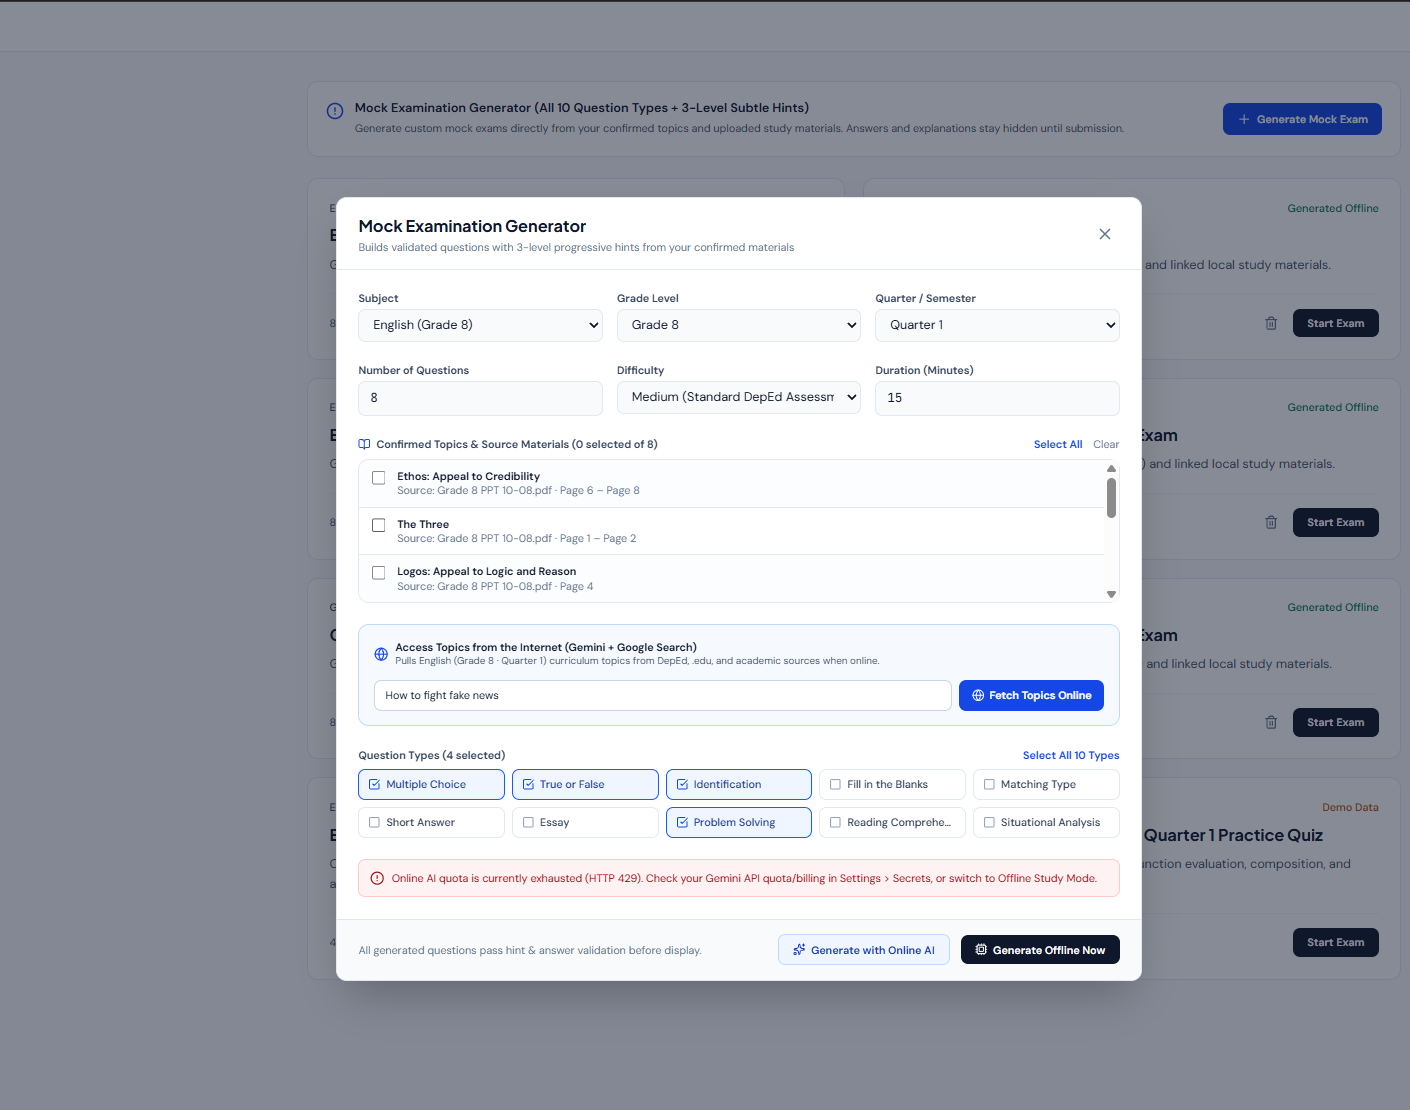 Mock Examination Generator (All 10 Question Types + 3-Level Subtle Hints)
Generate custom mock exams directly from your confirmed topics and uploaded study materials. Answers and explanations stay hidden until submission.
Generate Mock Exam
Generated Offline
and linked local study materials.
Start Exam
Generated Offline
Exam
) and linked local study materials.
Start Exam
Generated Offline
Exam
and linked local study materials.
Start Exam
Demo Data
Quarter 1 Practice Quiz
unction evaluation, composition, and
Start Exam
Mock Examination Generator
Builds validated questions with 3-level progressive hints from your confirmed materials
Subject
Grade Level
Quarter / Semester
English (Grade 8)
Grade 8
Quarter 1
Number of Questions
Difficulty
Duration (Minutes)
8
Medium (Standard DepEd Assessm
15
Confirmed Topics & Source Materials (0 selected of 8)
Select All
Clear
Ethos: Appeal to Credibility
Source: Grade 8 PPT 10-08.pdf · Page 6 – Page 8
The Three
Source: Grade 8 PPT 10-08.pdf · Page 1 – Page 2
Logos: Appeal to Logic and Reason
Source: Grade 8 PPT 10-08.pdf · Page 4
Access Topics from the Internet (Gemini + Google Search)
Pulls English (Grade 8 · Quarter 1) curriculum topics from DepEd, .edu, and academic sources when online.
How to fight fake news
Fetch Topics Online
Question Types (4 selected)
Select All 10 Types
Multiple Choice
True or False
Identification
Fill in the Blanks
Matching Type
Short Answer
Essay
Problem Solving
Reading Comprehe...
Situational Analysis
Online AI quota is currently exhausted (HTTP 429). Check your Gemini API quota/billing in Settings > Secrets, or switch to Offline Study Mode.
All generated questions pass hint & answer validation before display.
Generate with Online AI
Generate Offline Now